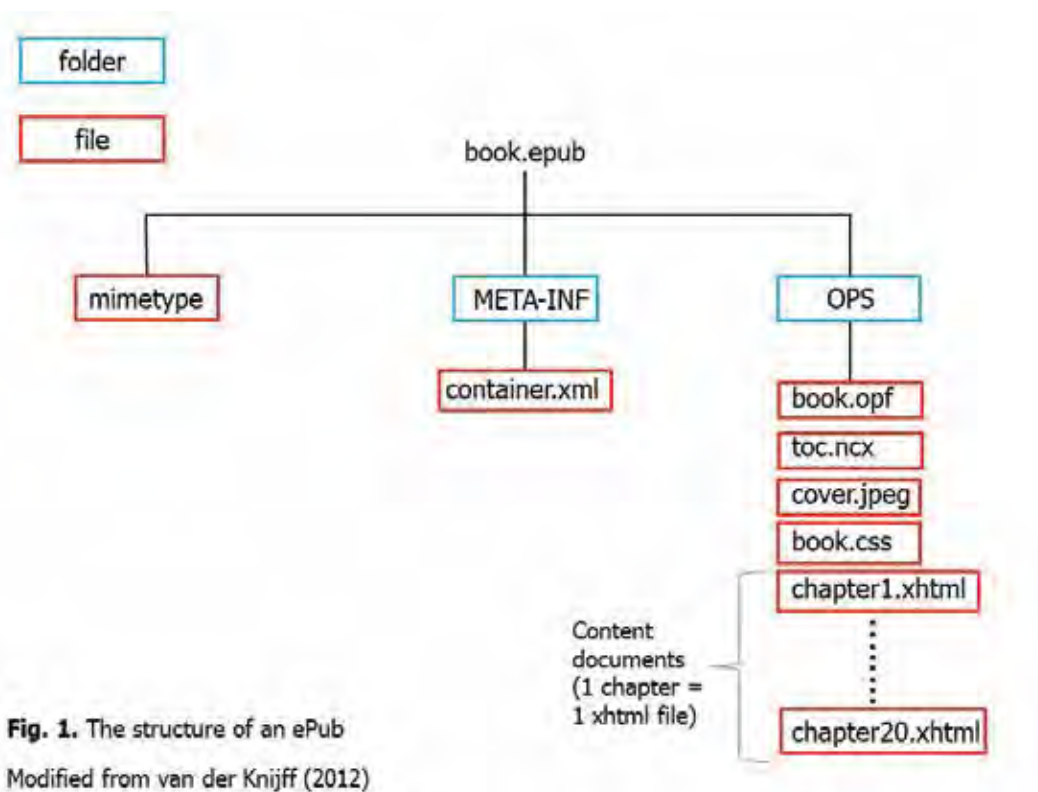 folder
file
book.epub
mimetype
META-INF
OPS
container.xml
book.opf
toc.ncx
cover.jpeg
book.css
chapter1.xhtml
Content
documents
(1 chapter =
1 xhtml file)
chapter20.xhtml
Fig. 1. The structure of an ePub
Modified from van der Knijff (2012)